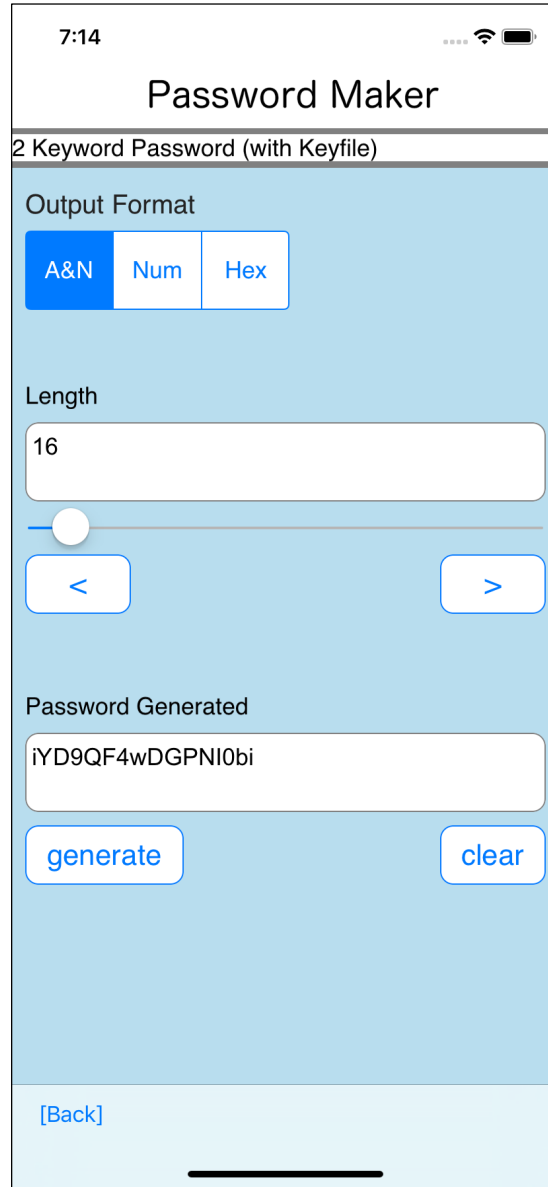 7:14
Password Maker
2 Keyword Password (with Keyfile)
Output Format
A&N Num Hex
Length
16
< >
Password Generated
iYD9QF4wDGPNI0bi
generate clear
[Back]